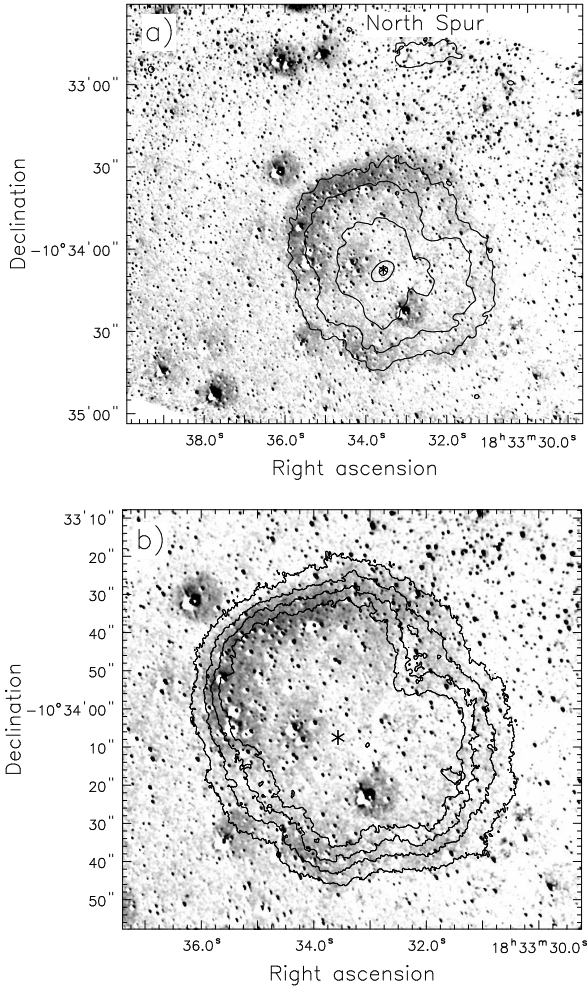 a)
North Spur
33'00"
30"
−10°34'00"
30"
35'00"
Declination
38.0s 36.0s 34.0s 32.0s 18h33m30.0s
Right ascension
b)
33'10"
20"
30"
40"
50"
−10°34'00"
10"
20"
30"
40"
50"
Declination
36.0s 34.0s 32.0s 18h33m30.0s
Right ascension